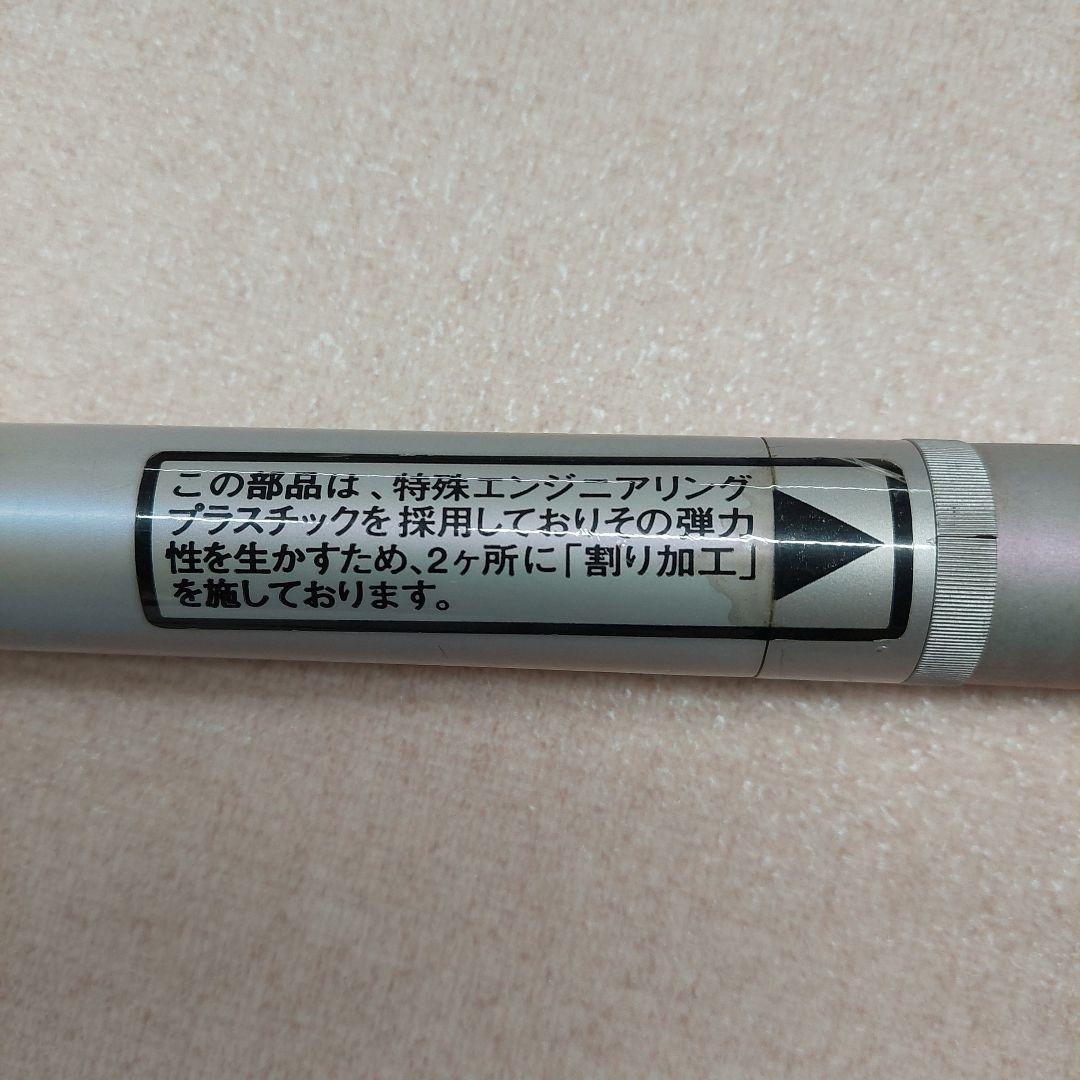 この部品は、特殊エンジニアリング
プラスチックを採用しておりその弾力
性を生かすため、2ヶ所に「割り加工」
を施しております。